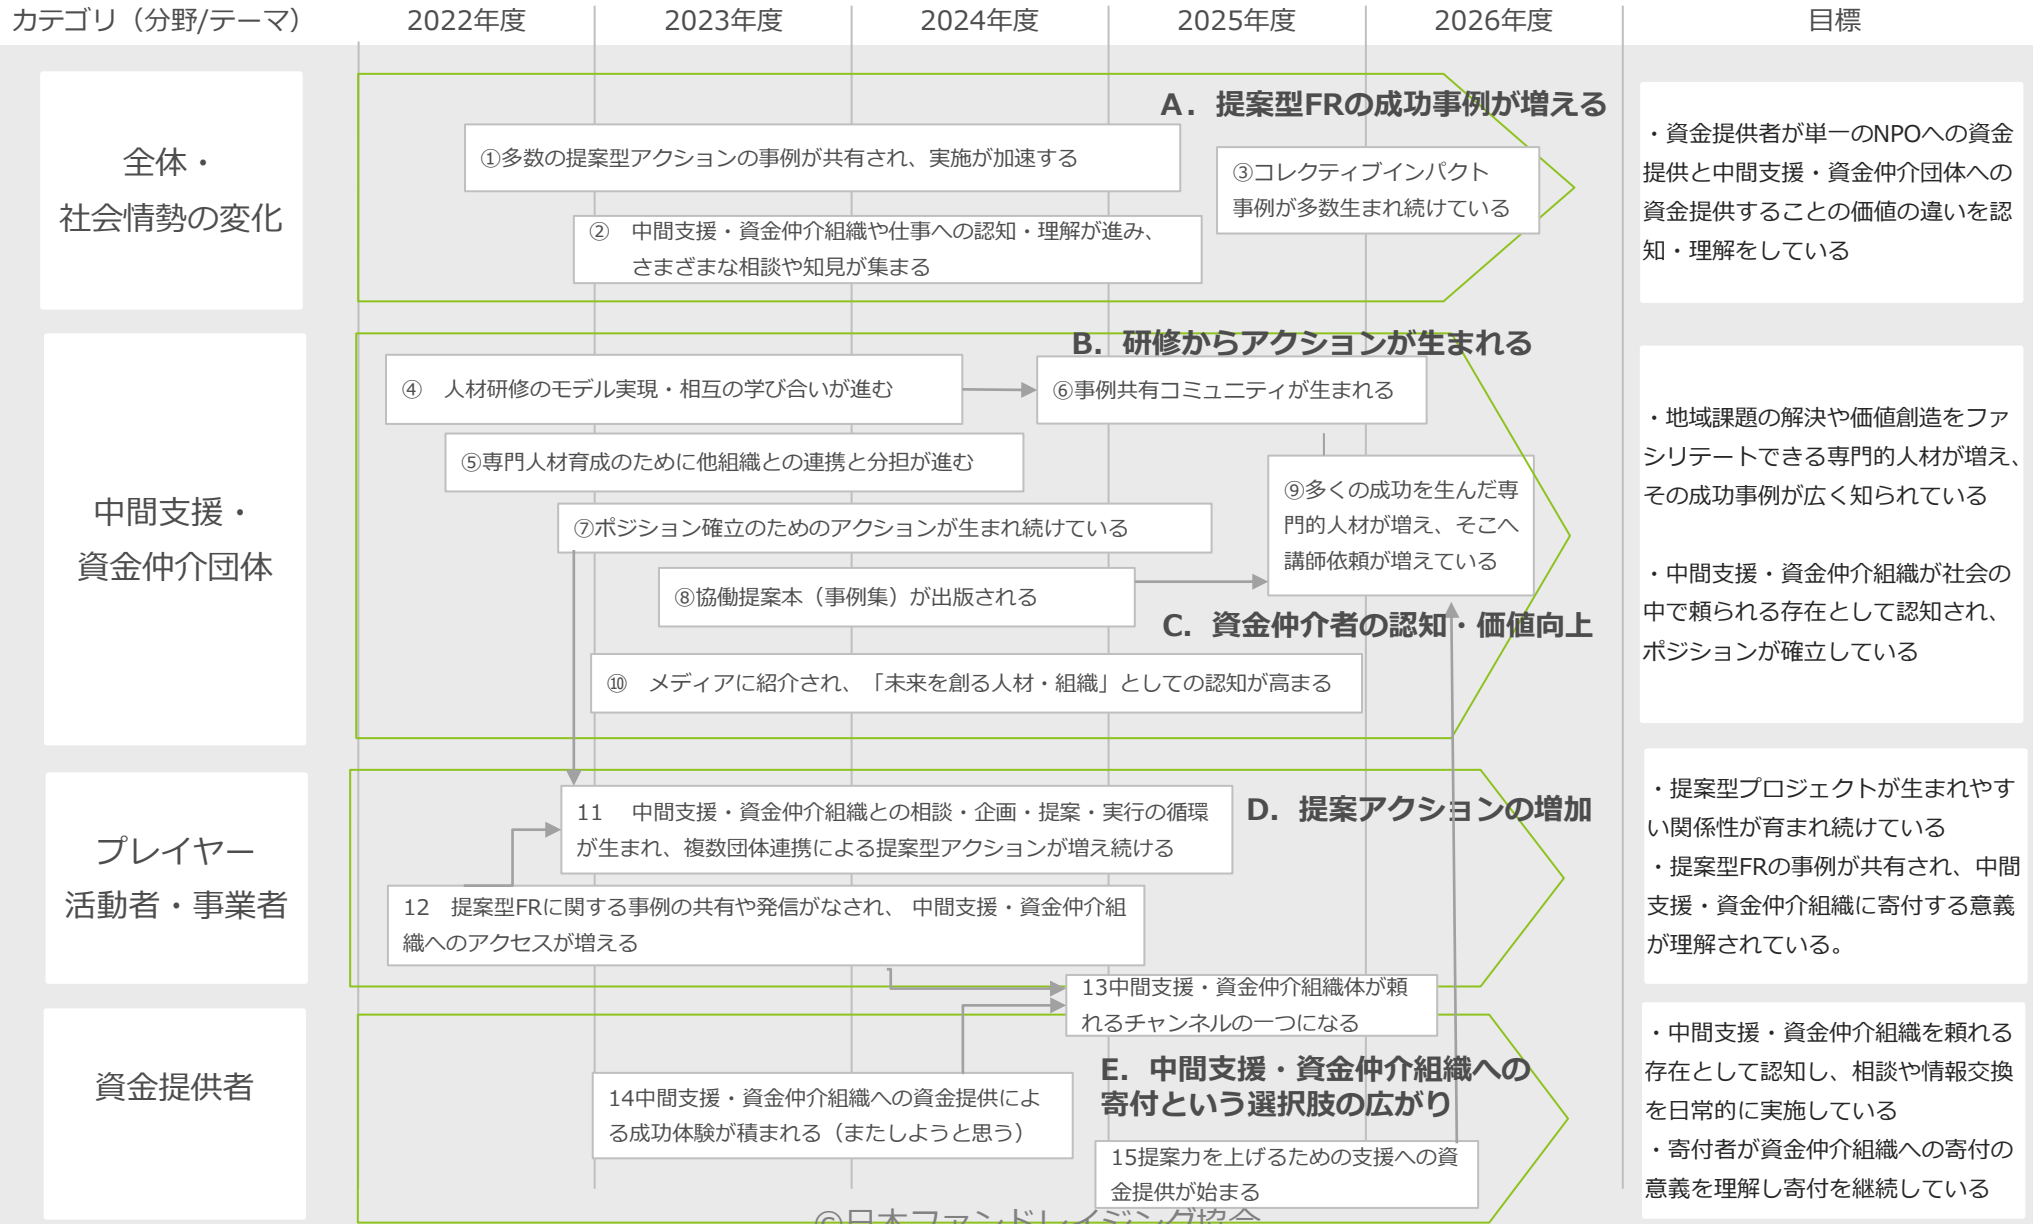 カテゴリ（分野/テーマ）
2022年度
2023年度
2024年度
2025年度
2026年度
目標
全体・
社会情勢の変化
A. 提案型FRの成功事例が増える
①多数の提案型アクションの事例が共有され、実施が加速する
②　中間支援・資金仲介組織や仕事への認知・理解が進み、
さまざまな相談や知見が集まる
③コレクティブインパクト
事例が多数生まれ続けている
・資金提供者が単一のNPOへの資金
提供と中間支援・資金仲介団体への
資金提供することの価値の違いを認
知・理解をしている
中間支援・
資金仲介団体
B. 研修からアクションが生まれる
④　人材研修のモデル実現・相互の学び合いが進む
⑥事例共有コミュニティが生まれる
⑤専門人材育成のために他組織との連携と分担が進む
⑦ポジション確立のためのアクションが生まれ続けている
⑧協働提案本（事例集）が出版される
⑨多くの成功を生んだ専
門的人材が増え、そこへ
講師依頼が増えている
C. 資金仲介者の認知・価値向上
⑩　メディアに紹介され、「未来を創る人材・組織」としての認知が高まる
・地域課題の解決や価値創造をファ
シリテートできる専門的人材が増え、
その成功事例が広く知られている
・中間支援・資金仲介組織が社会の
中で頼られる存在として認知され、
ポジションが確立している
プレイヤー
活動者・事業者
11　中間支援・資金仲介組織との相談・企画・提案・実行の循環
が生まれ、複数団体連携による提案型アクションが増え続ける
D. 提案アクションの増加
12　提案型FRに関する事例の共有や発信がなされ、 中間支援・資金仲介組
織へのアクセスが増える
・提案型プロジェクトが生まれやす
い関係性が育まれ続けている
・提案型FRの事例が共有され、中間
支援・資金仲介組織に寄付する意義
が理解されている。
資金提供者
13中間支援・資金仲介組織体が頼
れるチャンネルの一つになる
14中間支援・資金仲介組織への資金提供によ
る成功体験が積まれる（またしようと思う）
E. 中間支援・資金仲介組織への
寄付という選択肢の広がり
15提案力を上げるための支援への資
金提供が始まる
・中間支援・資金仲介組織を頼れる
存在として認知し、相談や情報交換
を日常的に実施している
・寄付者が資金仲介組織への寄付の
意義を理解し寄付を継続している
©日本ファンドレイジング協会